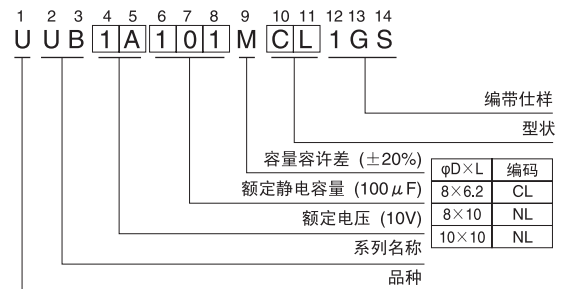 1 2 3 4 5 6 7 8 9 10 11 12 13 14
U U B 1 A 1 0 1 M C L 1 G S
编带仕样
型状
容量容许差 (±20%)
额定静电容量 (100μF)
额定电压 (10V)
系列名称
品种
φD×L 编码
8×6.2 CL
8×10 NL
10×10 NL